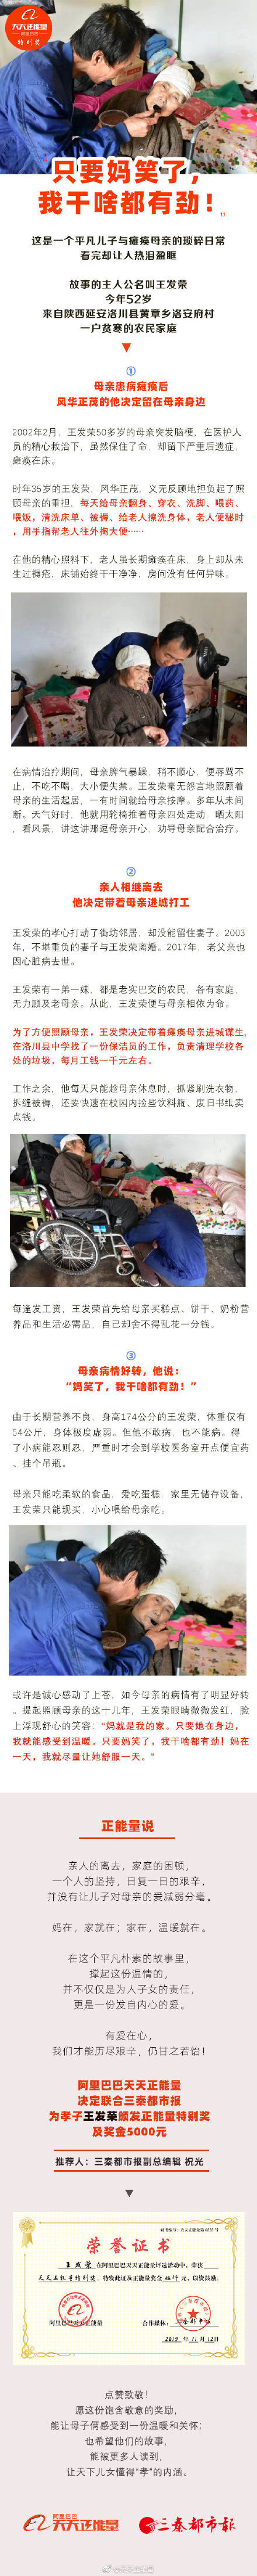 天天正能量
阿里巴巴
特别奖
只要妈笑了，
我干啥都有劲！”
这是一个平凡儿子与瘫痪母亲的琐碎日常
看完却让人热泪盈眶
故事的主人公名叫王发荣
今年52岁
来自陕西延安洛川县黄章乡洛安府村
一户贫寒的农民家庭
①
母亲患病瘫痪后
风华正茂的他决定留在母亲身边
2002年2月，王发荣50多岁的母亲突发脑梗，在医护人
员的精心救治下，虽然保住了命，却留下严重后遗症，
瘫痪在床。
时年35岁的王发荣，风华正茂，义无反顾地担负起了照
顾母亲的重担，每天给母亲翻身、穿衣、洗脚、喂药、
喂饭，清洗床单、被褥、给老人擦洗身体，老人便秘时
，用手指帮老人往外掏大便……
在他的精心照料下，老人虽长期瘫痪在床，身上却从未
生过褥疮，床铺始终干干净净，房间没有任何异味。
在病情治疗期间，母亲脾气暴躁，稍不顺心，便辱骂不
止，不吃不喝，大小便失禁。王发荣毫无怨言地照顾着
母亲的生活起居，一有时间就给母亲按摩。多年从未间
断。天气好时，他就用轮椅推着母亲四处走动，晒太阳
，看风景，讲这讲那逗母亲开心，劝导母亲配合治疗。
②
亲人相继离去
他决定带着母亲进城打工
王发荣的孝心打动了街坊邻居，却没能留住妻子。2003
年，不堪重负的妻子与王发荣离婚。2017年，老父亲也
因心脏病去世。
王发荣有一弟一妹，都是老实巴交的农民，各有家庭，
无力顾及老母亲。从此，王发荣便与母亲相依为命。
为了方便照顾母亲，王发荣决定带着瘫痪母亲进城谋生，
在洛川县中学找了一份保洁员的工作，负责清理学校各
处的垃圾，每月工钱一千元左右。
工作之余，他每天只能趁母亲休息时，抓紧刷洗衣物，
拆缝被褥，还要快速在校园内捡些饮料瓶、废旧书纸卖
点钱。
每逢发工资，王发荣首先给母亲买糕点、饼干、奶粉营
养品和生活必需品，自己却舍不得乱花一分钱。
③
母亲病情好转，他说：
“妈笑了，我干啥都有劲！”
由于长期营养不良，身高174公分的王发荣，体重仅有
54公斤，身体极度虚弱。但他不敢病，也不能病。得
了小病能忍则忍，严重时才会到学校医务室开点便宜药
、挂个吊瓶。
母亲只能吃柔软的食品，爱吃蛋糕，家里无储存设备，
王发荣只能现买，小心喂给母亲吃。
或许是诚心感动了上苍，如今母亲的病情有了明显好转
。提起照顾母亲的这十几年，王发荣眼睛微微发红，脸
上浮现舒心的笑容：“妈就是我的家。只要她在身边，
我就能感受到温暖。只要妈笑了，我干啥都有劲！妈在
一天，我就尽量让她舒服一天。”
正能量说
亲人的离去，家庭的困顿，
一个人的坚持，日复一日的艰辛，
并没有让儿子对母亲的爱减弱分毫。
妈在，家就在；家在，温暖就在。
在这个平凡朴素的故事里，
撑起这份温情的，
并不仅仅是为人子女的责任，
更是一份发自内心的爱。
有爱在心，
我们才能历尽艰辛，仍甘之若饴！
阿里巴巴天天正能量
决定联合三秦都市报
为孝子王发荣颁发正能量特别奖
及奖金5000元
推荐人：三秦都市报副总编辑 祝光
荣誉证书
王发荣 在阿里巴巴天天正能量评选活动中，荣获
天天正能量特别奖，特发此证及正能量奖金 伍仟 元，以资鼓励。
阿里巴巴天天正能量
合作媒体：三秦都市报
2019 年 11 月 12 日
点赞致敬！
愿这份饱含敬意的奖励，
能让母子俩感受到一份温暖和关怀；
也希望他们的故事，
能被更多人读到，
让天下儿女懂得“孝”的内涵。
阿里巴巴
天天正能量
三秦都市报
@天天正能量